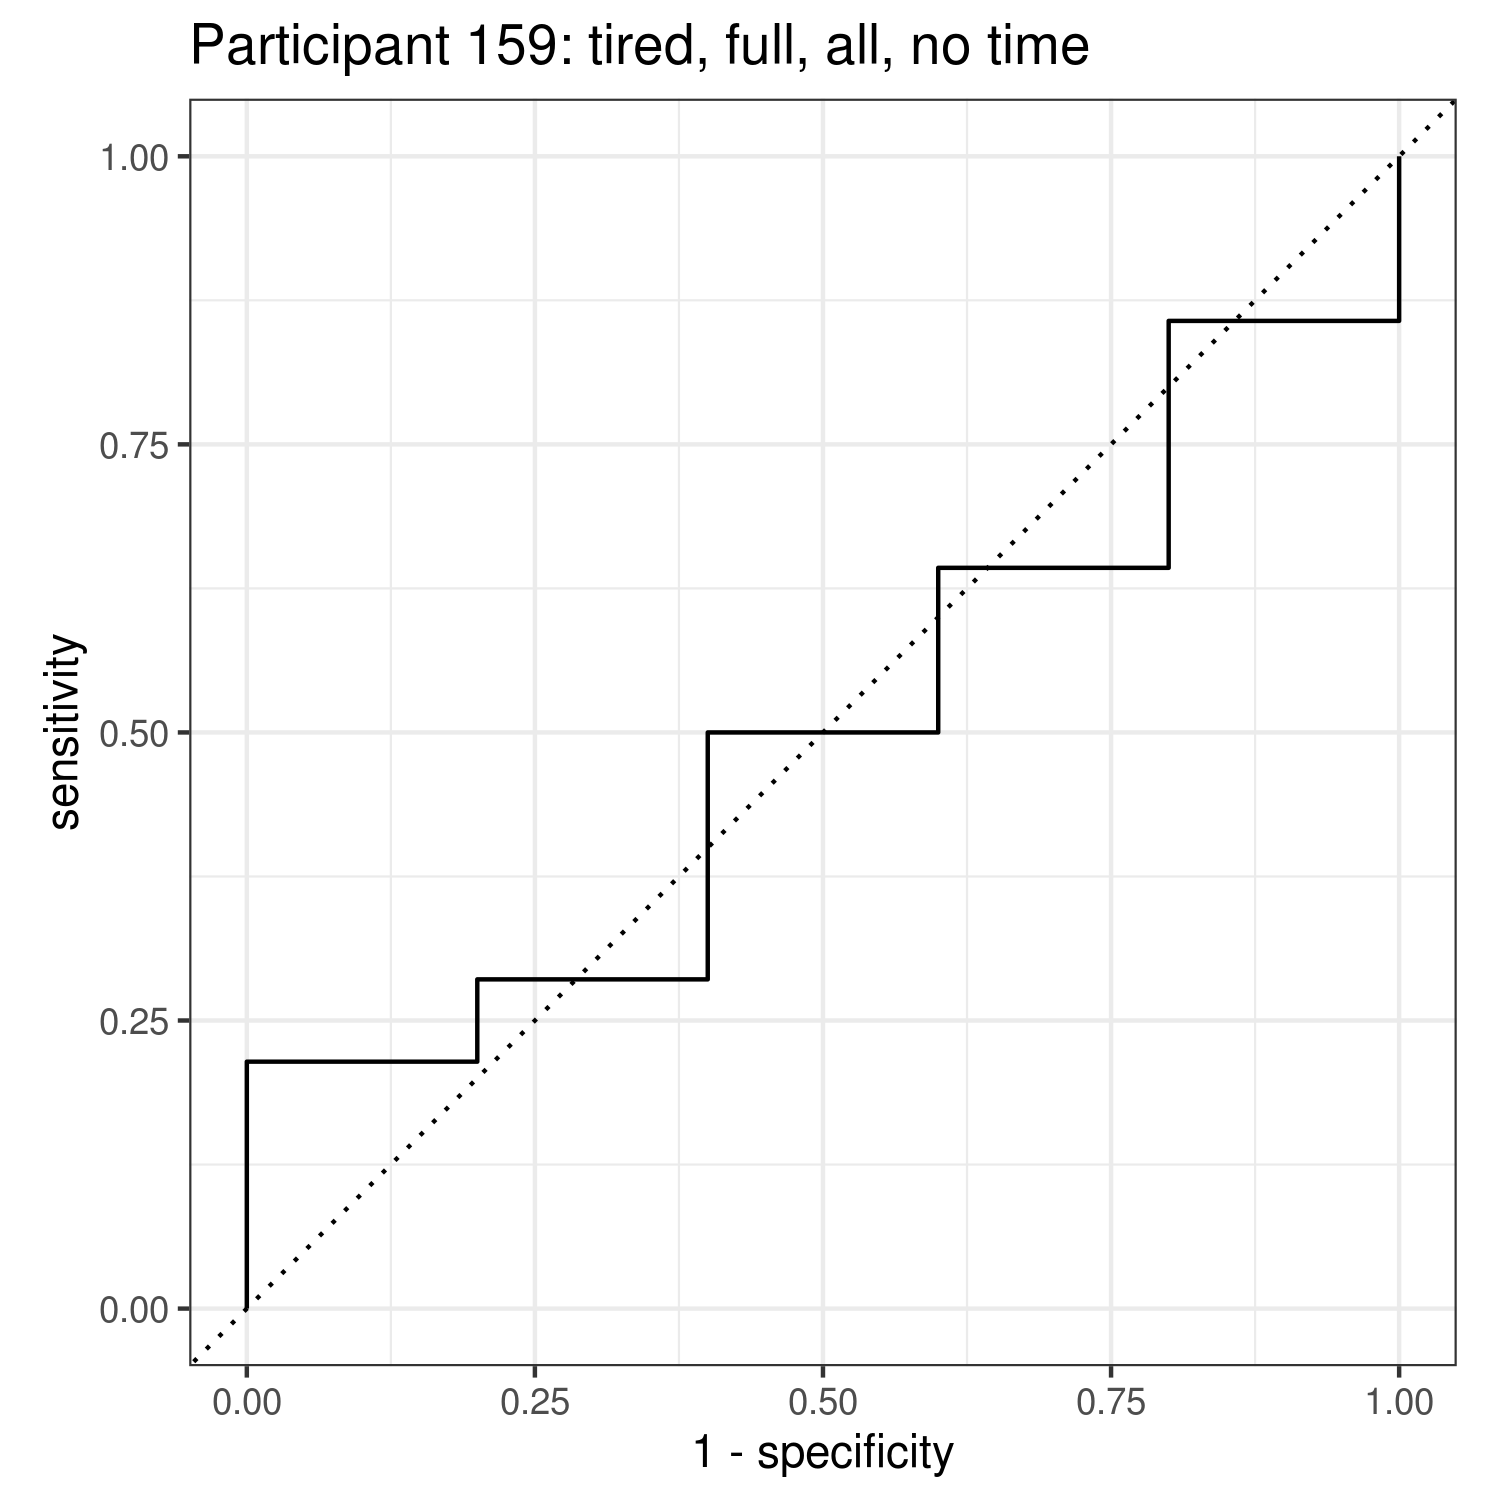 Participant 159: tired, full, all, no time
1.00
0.75
0.50
0.25
0.00
sensitivity
0.00 0.25 0.50 0.75 1.00
1 - specificity